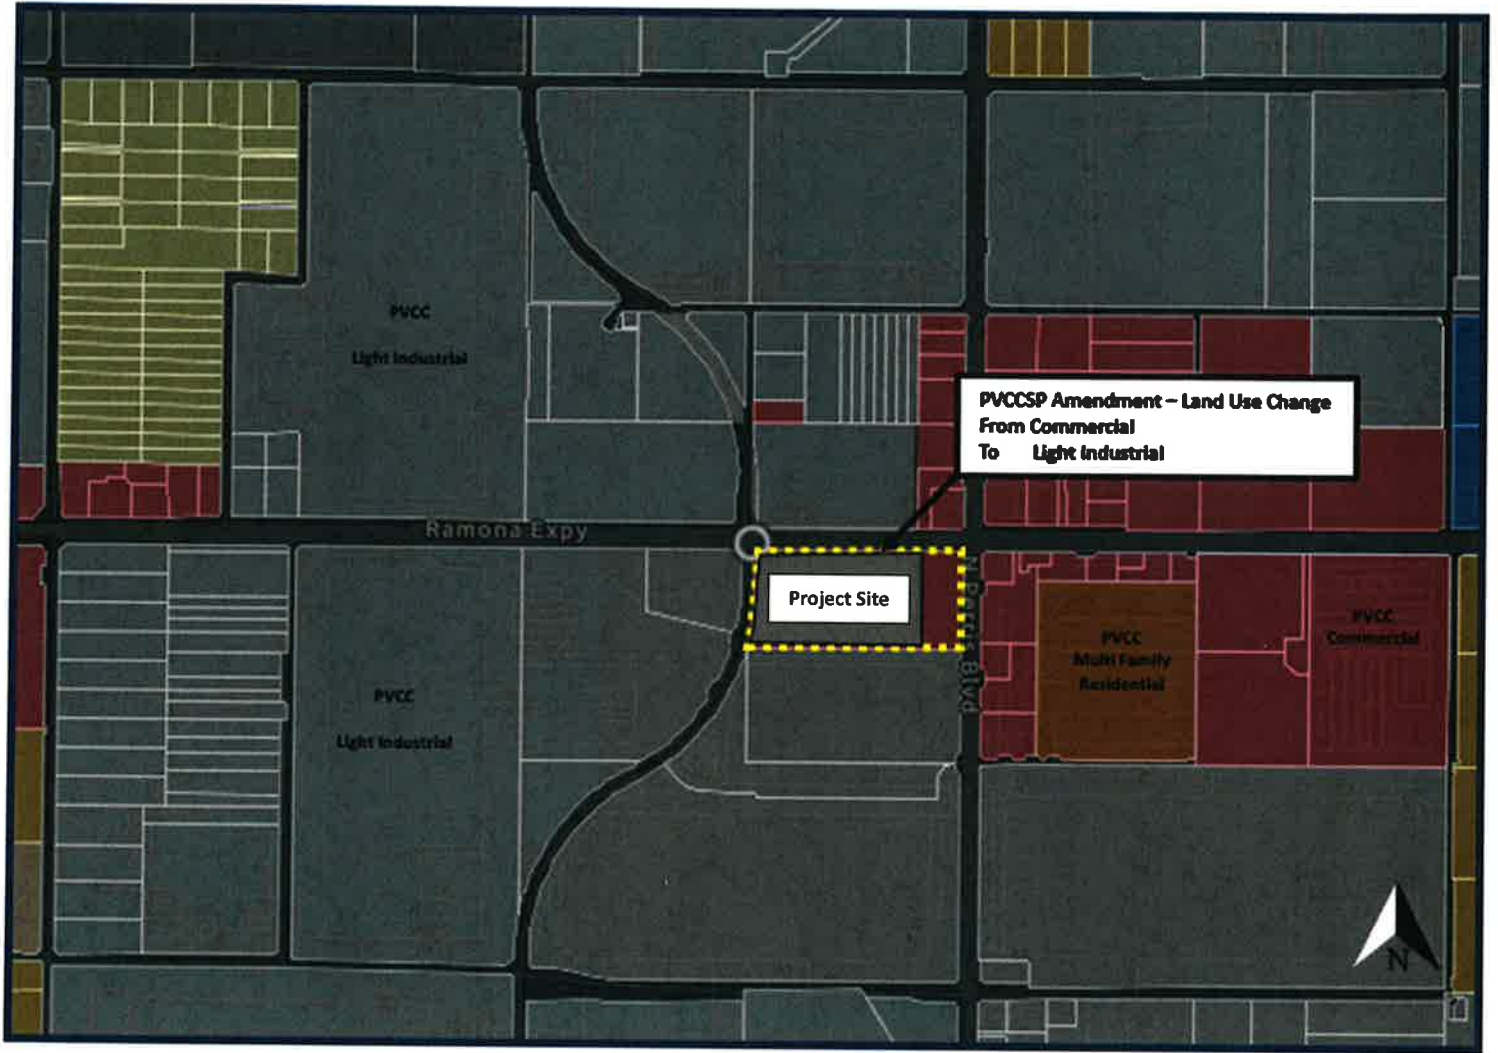 PVCC
Light Industrial
PVCCSP Amendment – Land Use Change
From Commercial
To Light Industrial
Ramona Expy
Project Site
N Perris Blvd
PVCC
Multi Family
Residential
PVCC
Commercial
PVCC
Light Industrial
N